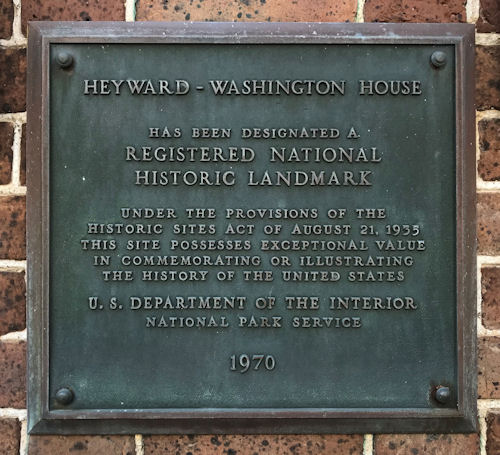 HEYWARD - WASHINGTON HOUSE
HAS BEEN DESIGNATED A
REGISTERED NATIONAL
HISTORIC LANDMARK
UNDER THE PROVISIONS OF THE
HISTORIC SITES ACT OF AUGUST 21, 1935
THIS SITE POSSESSES EXCEPTIONAL VALUE
IN COMMEMORATING OR ILLUSTRATING
THE HISTORY OF THE UNITED STATES
U. S. DEPARTMENT OF THE INTERIOR
NATIONAL PARK SERVICE
1970